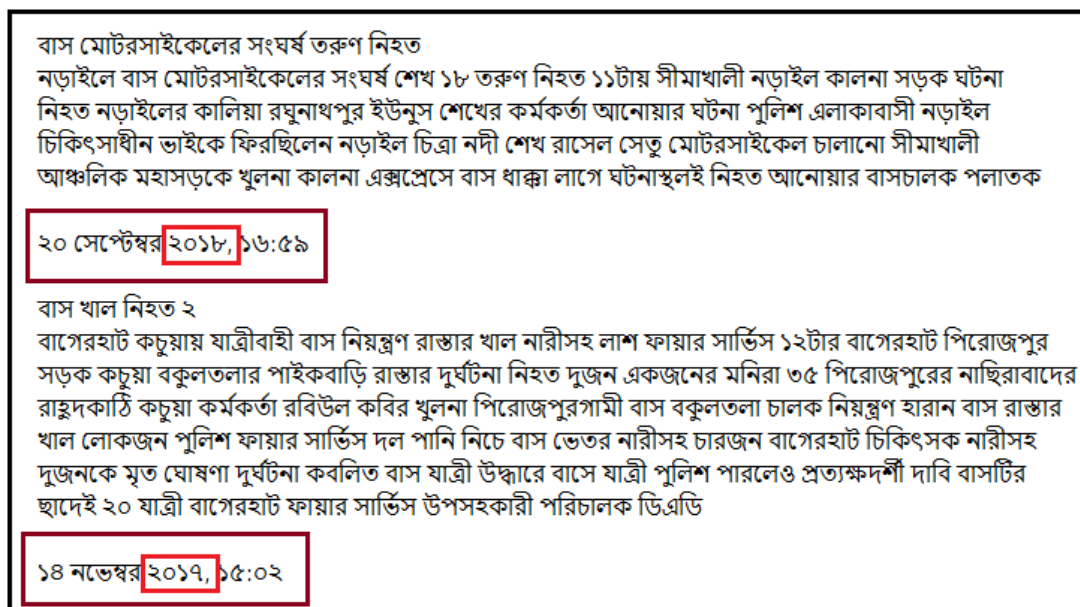 বাস মোটরসাইকেলের সংঘর্ষ তরুণ নিহত
নড়াইলে বাস মোটরসাইকেলের সংঘর্ষ শেখ ১৮ তরুণ নিহত ১১টায় সীমাখালী নড়াইল কালনা সড়ক ঘটনা
নিহত নড়াইলের কালিয়া রঘুনাথপুর ইউনুস শেখের কর্মকর্তা আনোয়ার ঘটনা পুলিশ এলাকাবাসী নড়াইল
চিকিৎসাধীন ভাইকে ফিরছিলেন নড়াইল চিত্রা নদী শেখ রাসেল সেতু মোটরসাইকেল চালানো সীমাখালী
আঞ্চলিক মহাসড়কে খুলনা কালনা এক্সপ্রেসে বাস ধাক্কা লাগে ঘটনাস্থলই নিহত আনোয়ার বাসচালক পলাতক
২০ সেপ্টেম্বর ২০১৮, ১৬:৫৯
বাস খাল নিহত ২
বাগেরহাট কচুয়ায় যাত্রীবাহী বাস নিয়ন্ত্রণ রাস্তার খাল নারীসহ লাশ ফায়ার সার্ভিস ১২টার বাগেরহাট পিরোজপুর
সড়ক কচুয়া বকুলতলার পাইকবাড়ি রাস্তার দুর্ঘটনা নিহত দুজন একজনের মনিরা ৩৫ পিরোজপুরের নাছিরাবাদের
রাহুদকাঠি কচুয়া কর্মকর্তা রবিউল কবির খুলনা পিরোজপুরগামী বাস বকুলতলা চালক নিয়ন্ত্রণ হারান বাস রাস্তার
খাল লোকজন পুলিশ ফায়ার সার্ভিস দল পানি নিচে বাস ভেতর নারীসহ চারজন বাগেরহাট চিকিৎসক নারীসহ
দুজনকে মৃত ঘোষণা দুর্ঘটনা কবলিত বাস যাত্রী উদ্ধারে বাসে যাত্রী পুলিশ পারলেও প্রত্যক্ষদর্শী দাবি বাসটির
ছাদেই ২০ যাত্রী বাগেরহাট ফায়ার সার্ভিস উপসহকারী পরিচালক ডিএডি
১৪ নভেম্বর ২০১৭, ১৫:০২